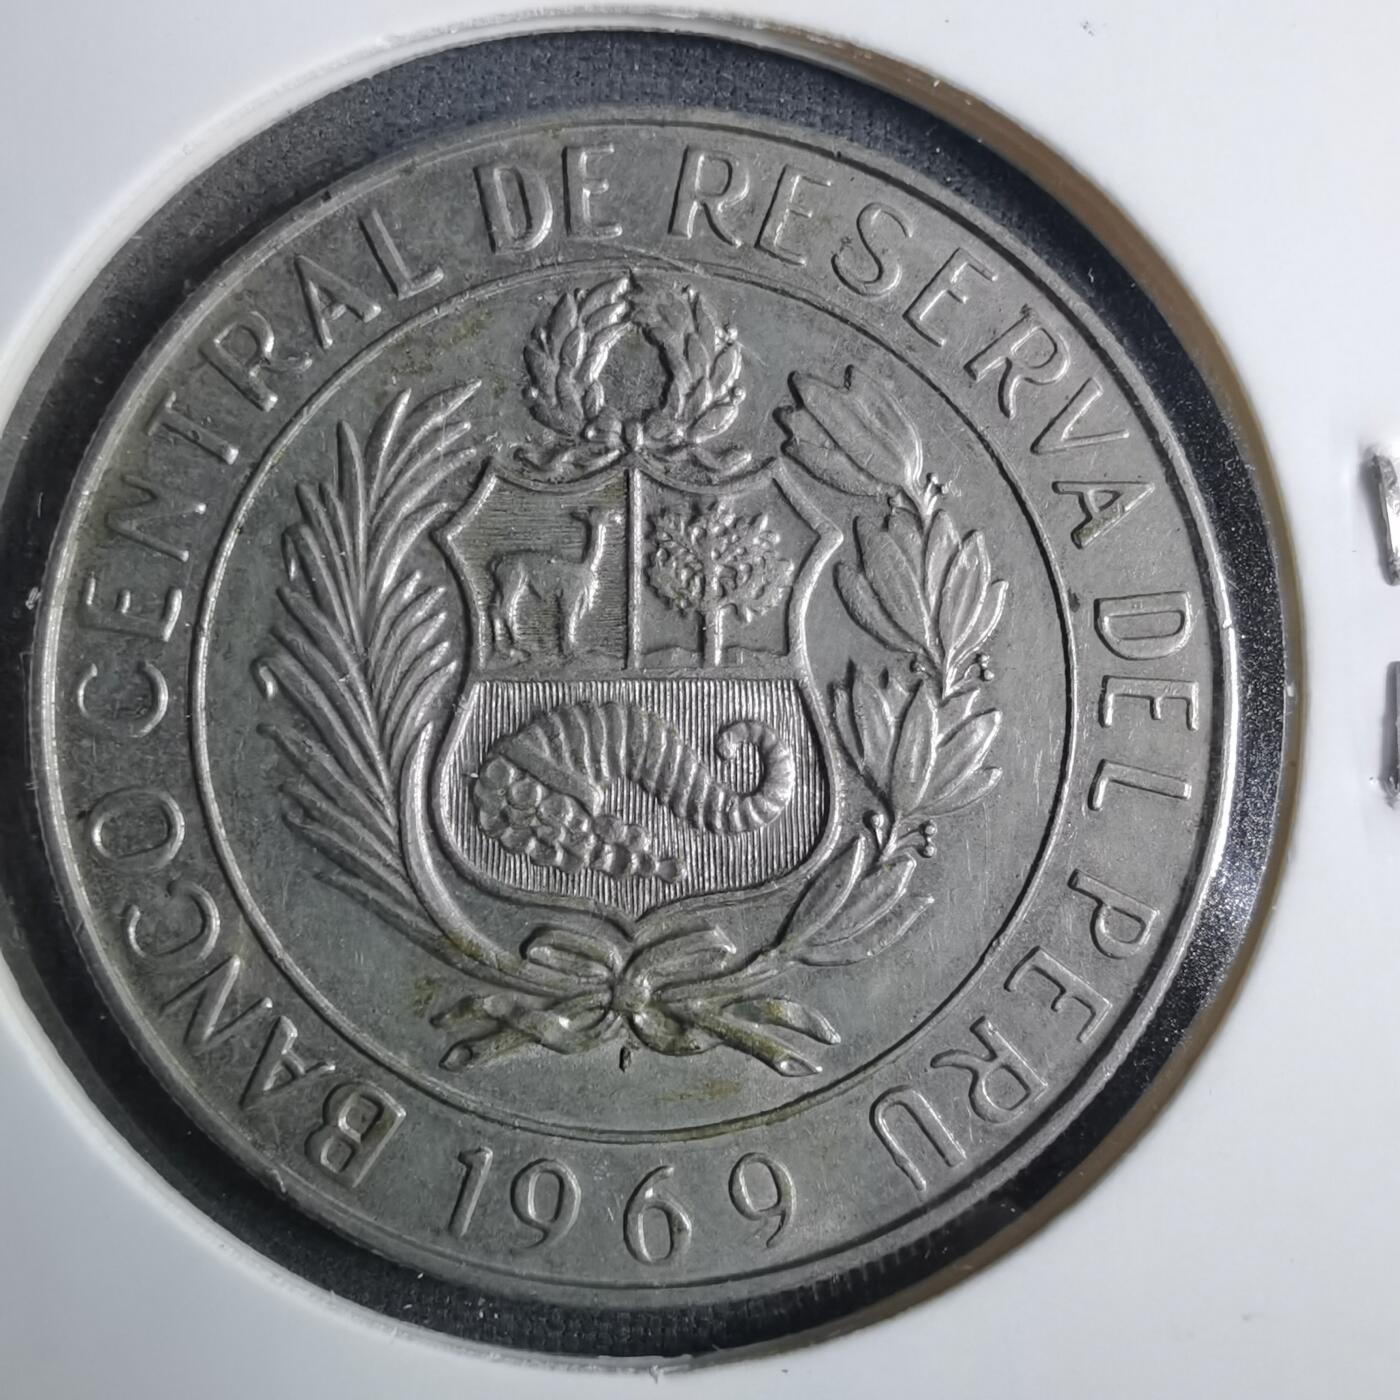 BANCO CENTRAL DE RESERVA DEL PERU
1969